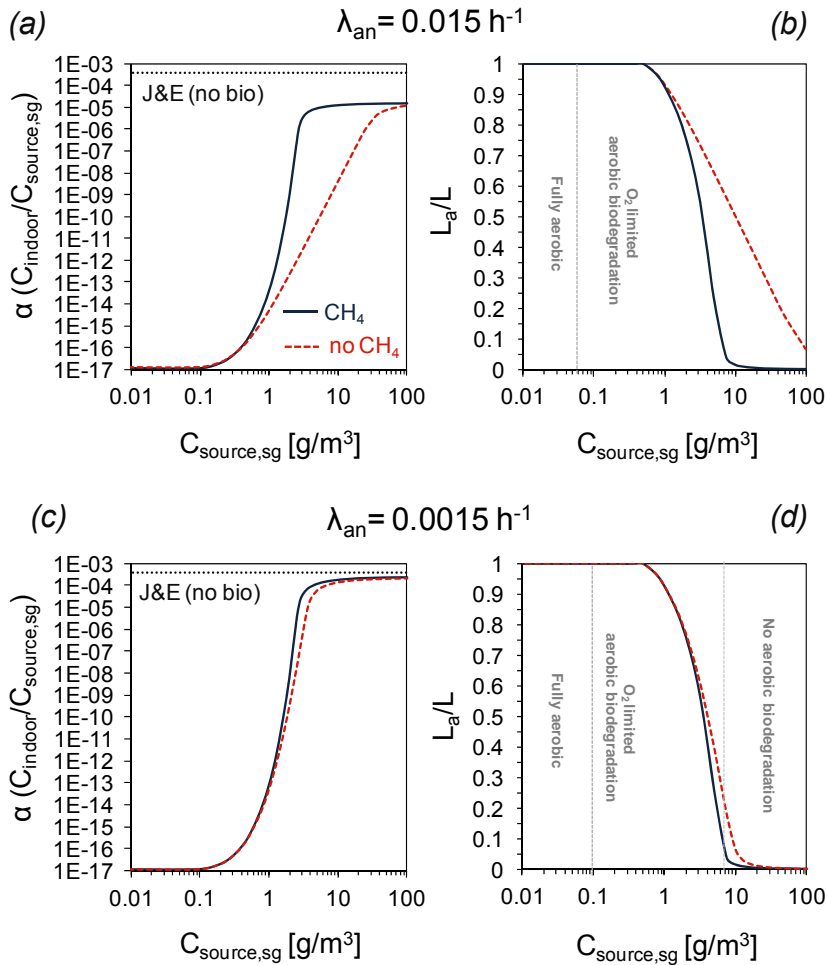 (a)
λan = 0.015 h-1
(b)
1E-03
1E-04
1E-05
1E-06
1E-07
1E-08
1E-09
1E-10
1E-11
1E-12
1E-13
1E-14
1E-15
1E-16
1E-17
α (Cindoor/Csource,sg)
J&E (no bio)
CH4
no CH4
0.01
0.1
1
10
100
Csource,sg [g/m3]
1
0.9
0.8
0.7
0.6
0.5
0.4
0.3
0.2
0.1
0
La/L
Fully aerobic
O2 limited
aerobic biodegradation
0.01
0.1
1
10
100
Csource,sg [g/m3]
(c)
λan = 0.0015 h-1
(d)
1E-03
1E-04
1E-05
1E-06
1E-07
1E-08
1E-09
1E-10
1E-11
1E-12
1E-13
1E-14
1E-15
1E-16
1E-17
α (Cindoor/Csource,sg)
J&E (no bio)
0.01
0.1
1
10
100
Csource,sg [g/m3]
1
0.9
0.8
0.7
0.6
0.5
0.4
0.3
0.2
0.1
0
La/L
Fully aerobic
O2 limited
aerobic biodegradation
No aerobic biodegradation
0.01
0.1
1
10
100
Csource,sg [g/m3]